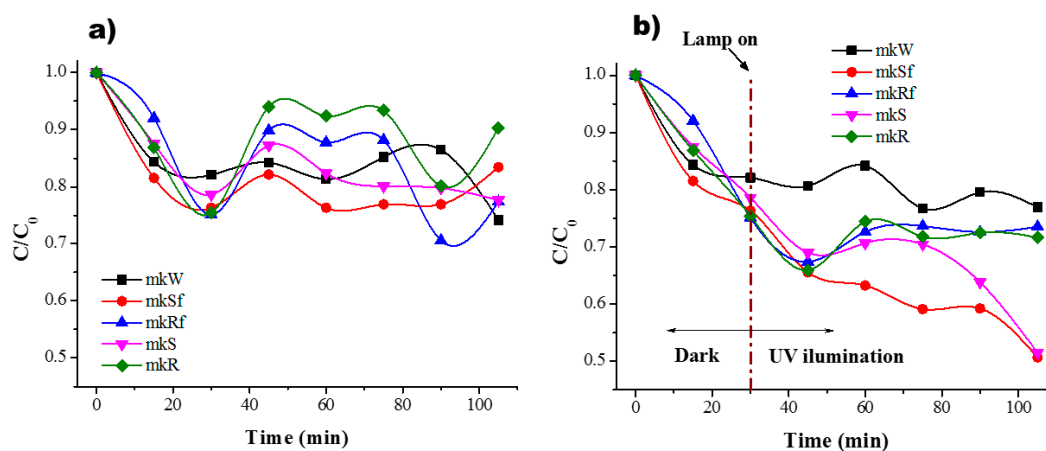 a)
1.0
0.9
0.8
0.7
0.6
0.5
C/C0
mkW
mkSf
mkRf
mkS
mkR
0 20 40 60 80 100
Time (min)
b)
Lamp on
1.0
0.9
0.8
0.7
0.6
0.5
C/C0
mkW
mkSf
mkRf
mkS
mkR
Dark UV ilumination
0 20 40 60 80 100
Time (min)